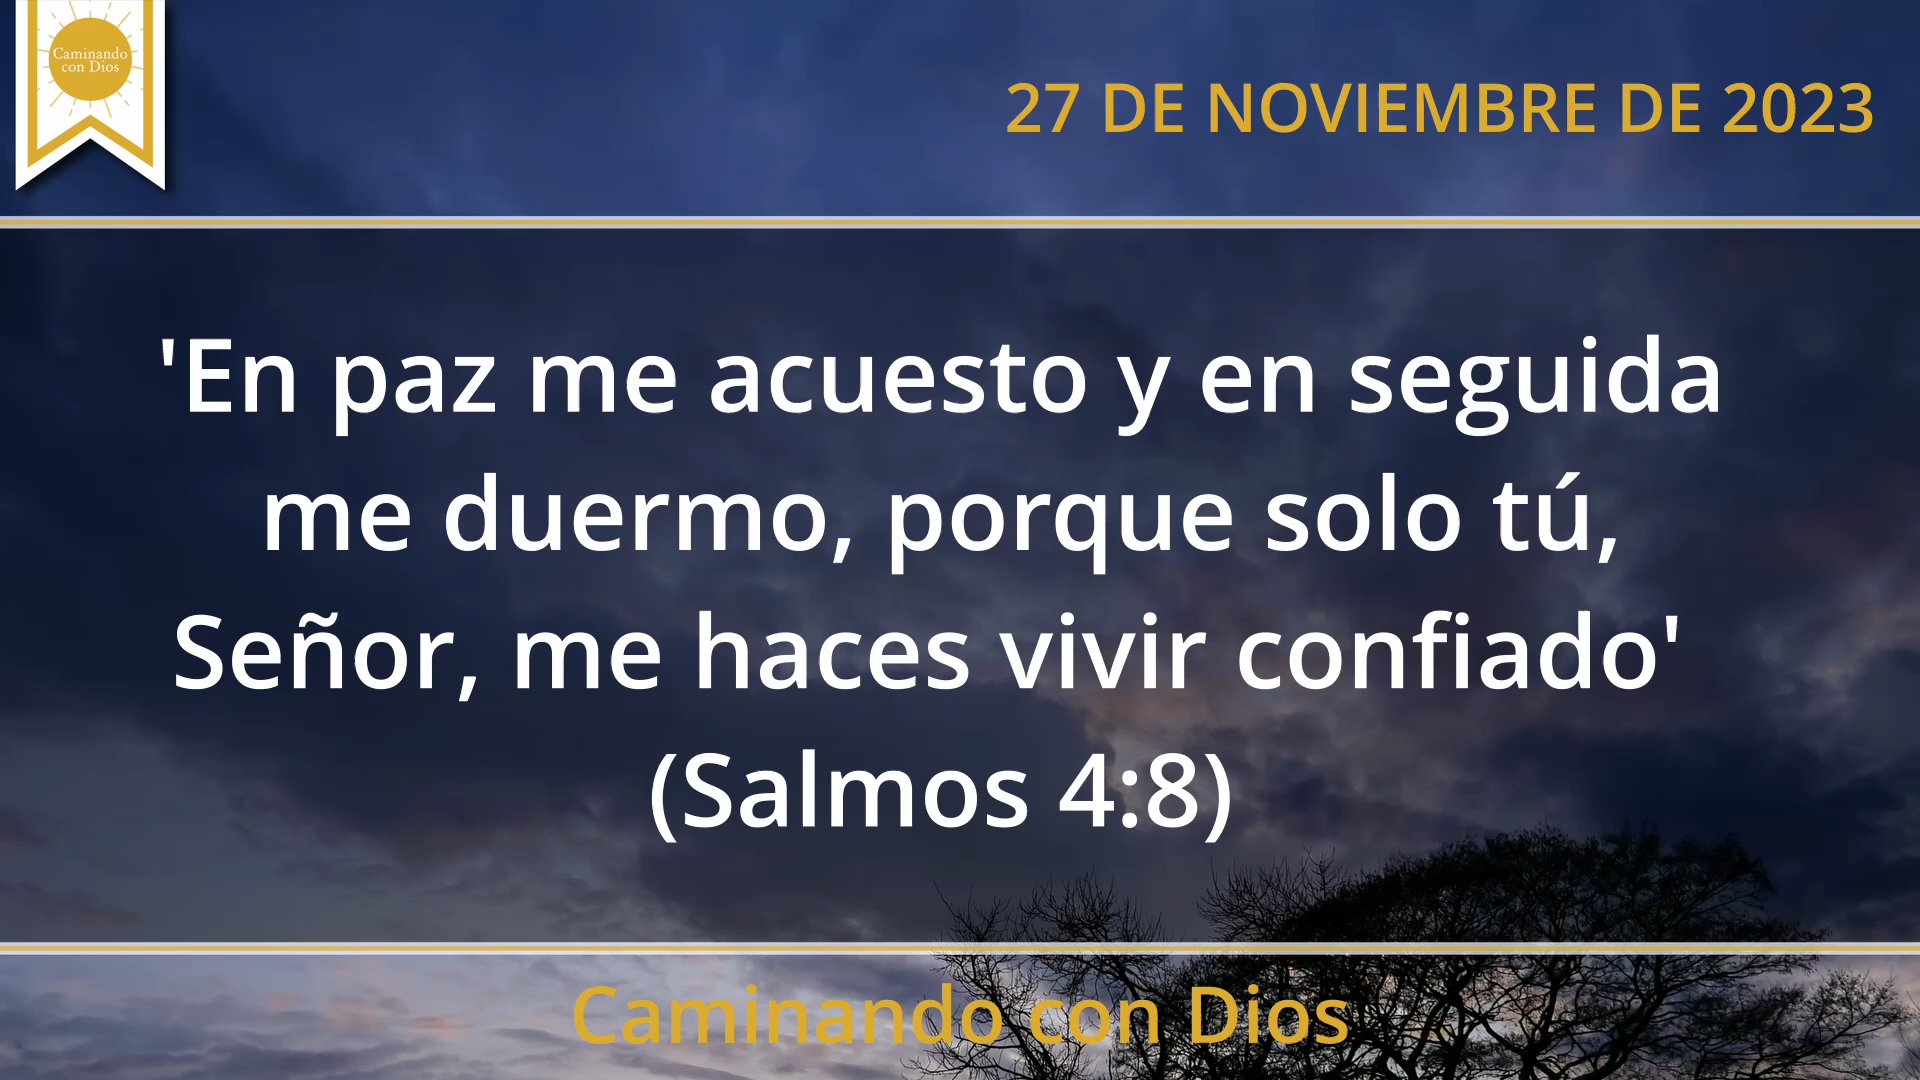 Caminando
con Dios
27 DE NOVIEMBRE DE 2023
'En paz me acuesto y en seguida
me duermo, porque solo tú,
Señor, me haces vivir confiado'
(Salmos 4:8)
Caminando con Dios